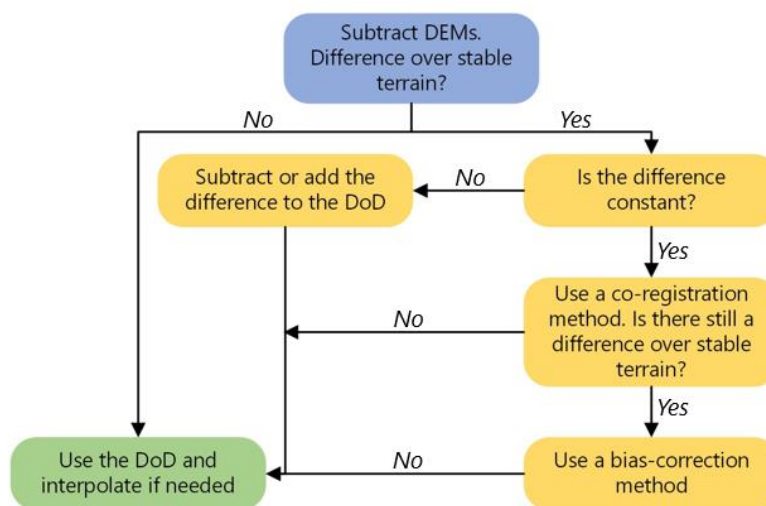 Subtract DEMs.
Difference over stable
terrain?
No
Yes
Subtract or add the
difference to the DoD
No
Is the difference
constant?
Yes
Use a co-registration
method. Is there still a
difference over stable
terrain?
No
Yes
Use the DoD and
interpolate if needed
No
Use a bias-correction
method